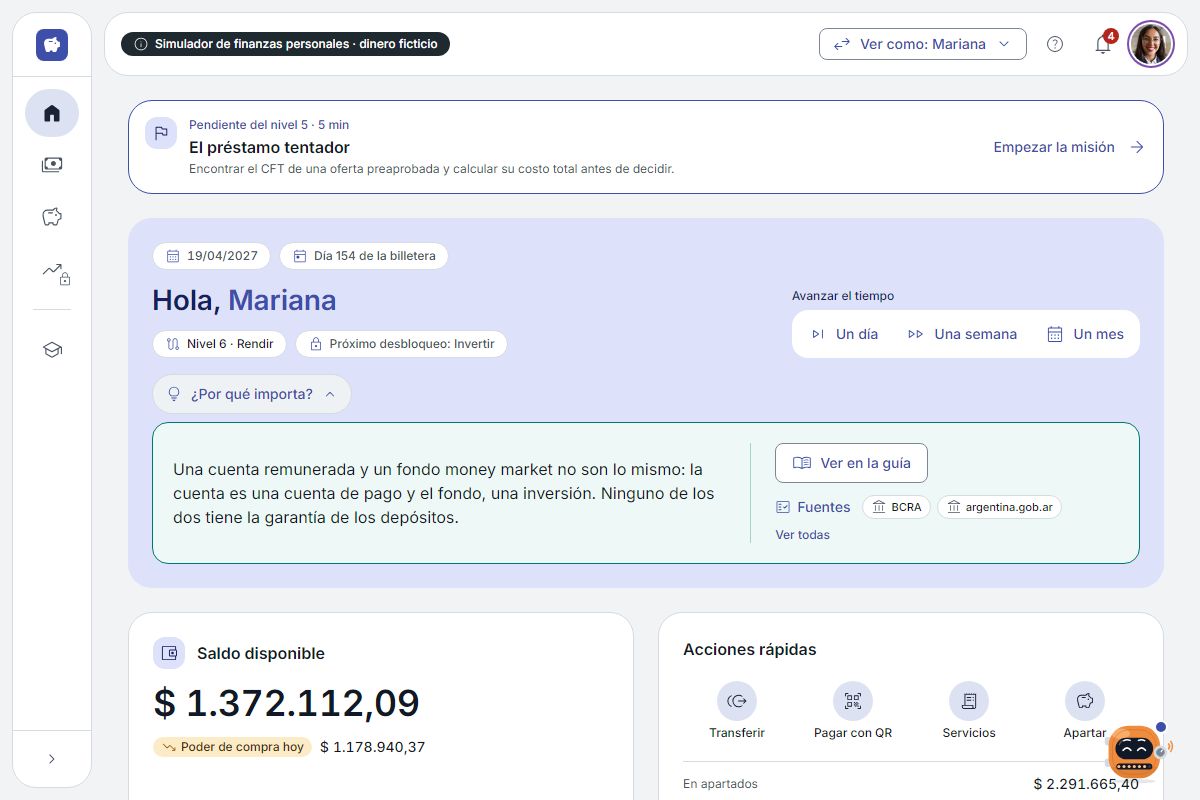 Simulador de finanzas personales · dinero ficticio
Ver como: Mariana
4
Pendiente del nivel 5 · 5 min
El préstamo tentador
Encontrar el CFT de una oferta preaprobada y calcular su costo total antes de decidir.
Empezar la misión
19/04/2027
Día 154 de la billetera
Hola, Mariana
Nivel 6 · Rendir
Próximo desbloqueo: Invertir
Avanzar el tiempo
Un día
Una semana
Un mes
¿Por qué importa?
Una cuenta remunerada y un fondo money market no son lo mismo: la
cuenta es una cuenta de pago y el fondo, una inversión. Ninguno de los
dos tiene la garantía de los depósitos.
Ver en la guía
Fuentes
BCRA
argentina.gob.ar
Ver todas
Saldo disponible
$ 1.372.112,09
Poder de compra hoy
$ 1.178.940,37
Acciones rápidas
Transferir
Pagar con QR
Servicios
Apartar
En apartados
$ 2.291.665,40